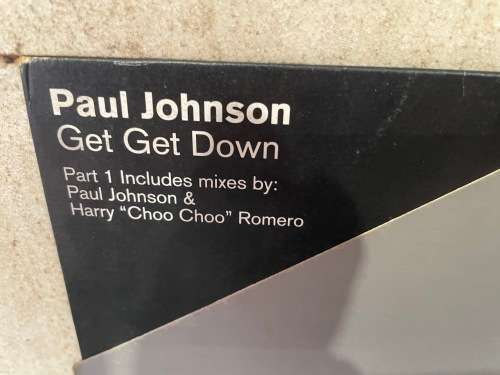 Paul Johnson
Get Get Down
Part 1 Includes mixes by:
Paul Johnson &
Harry “Choo Choo” Romero